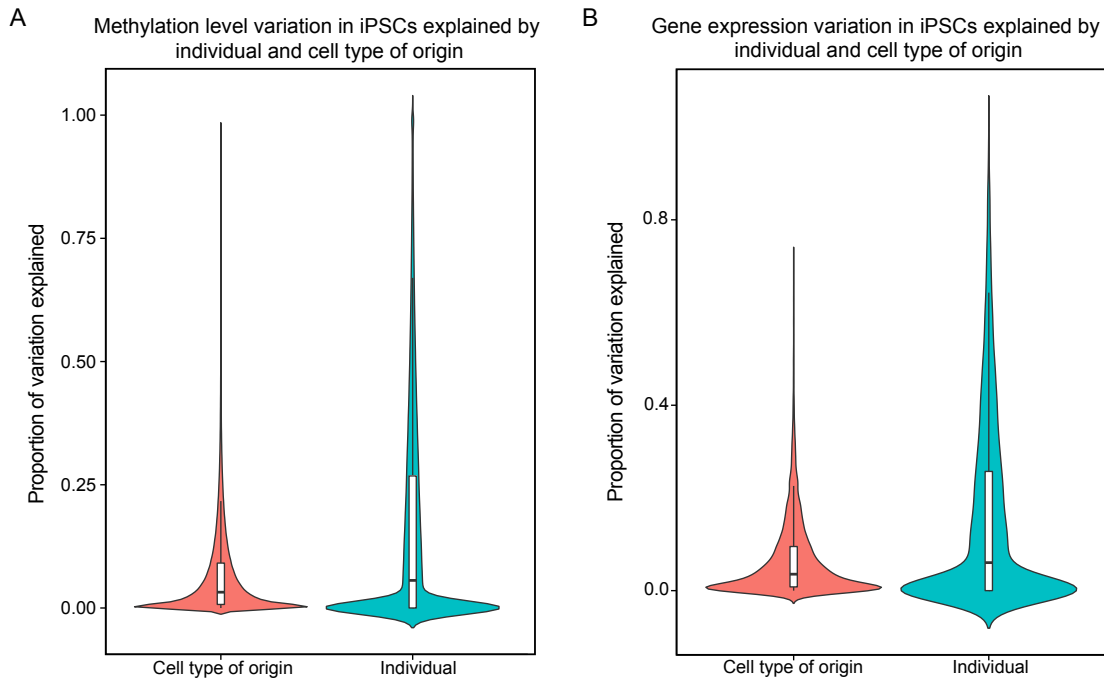 A
Methylation level variation in iPSCs explained by
individual and cell type of origin
Proportion of variation explained
1.00
0.75
0.50
0.25
0.00
Cell type of origin
Individual
B
Gene expression variation in iPSCs explained by
individual and cell type of origin
Proportion of variation explained
0.8
0.4
0.0
Cell type of origin
Individual